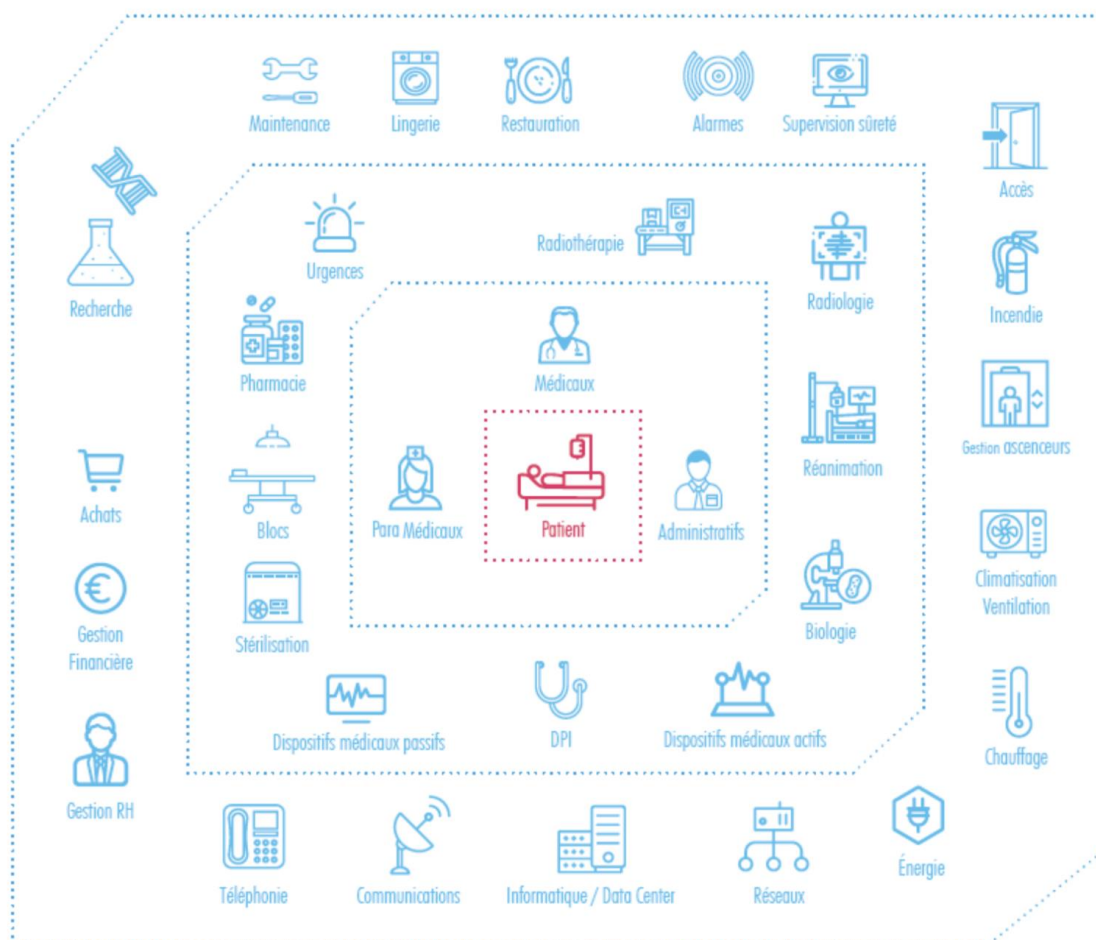 Maintenance
Lingerie
Restauration
Alarmes
Supervision sûreté
Accès
Recherche
Urgences
Radiothérapie
Radiologie
Incendie
Pharmacie
Médicaux
Réanimation
Gestion ascenceurs
Achats
Blocs
Para Médicaux
Patient
Administratifs
Climatisation
Ventilation
Gestion
Financière
Stérilisation
Biologie
Dispositifs médicaux passifs
DPI
Dispositifs médicaux actifs
Chauffage
Gestion RH
Téléphonie
Communications
Informatique / Data Center
Réseaux
Énergie